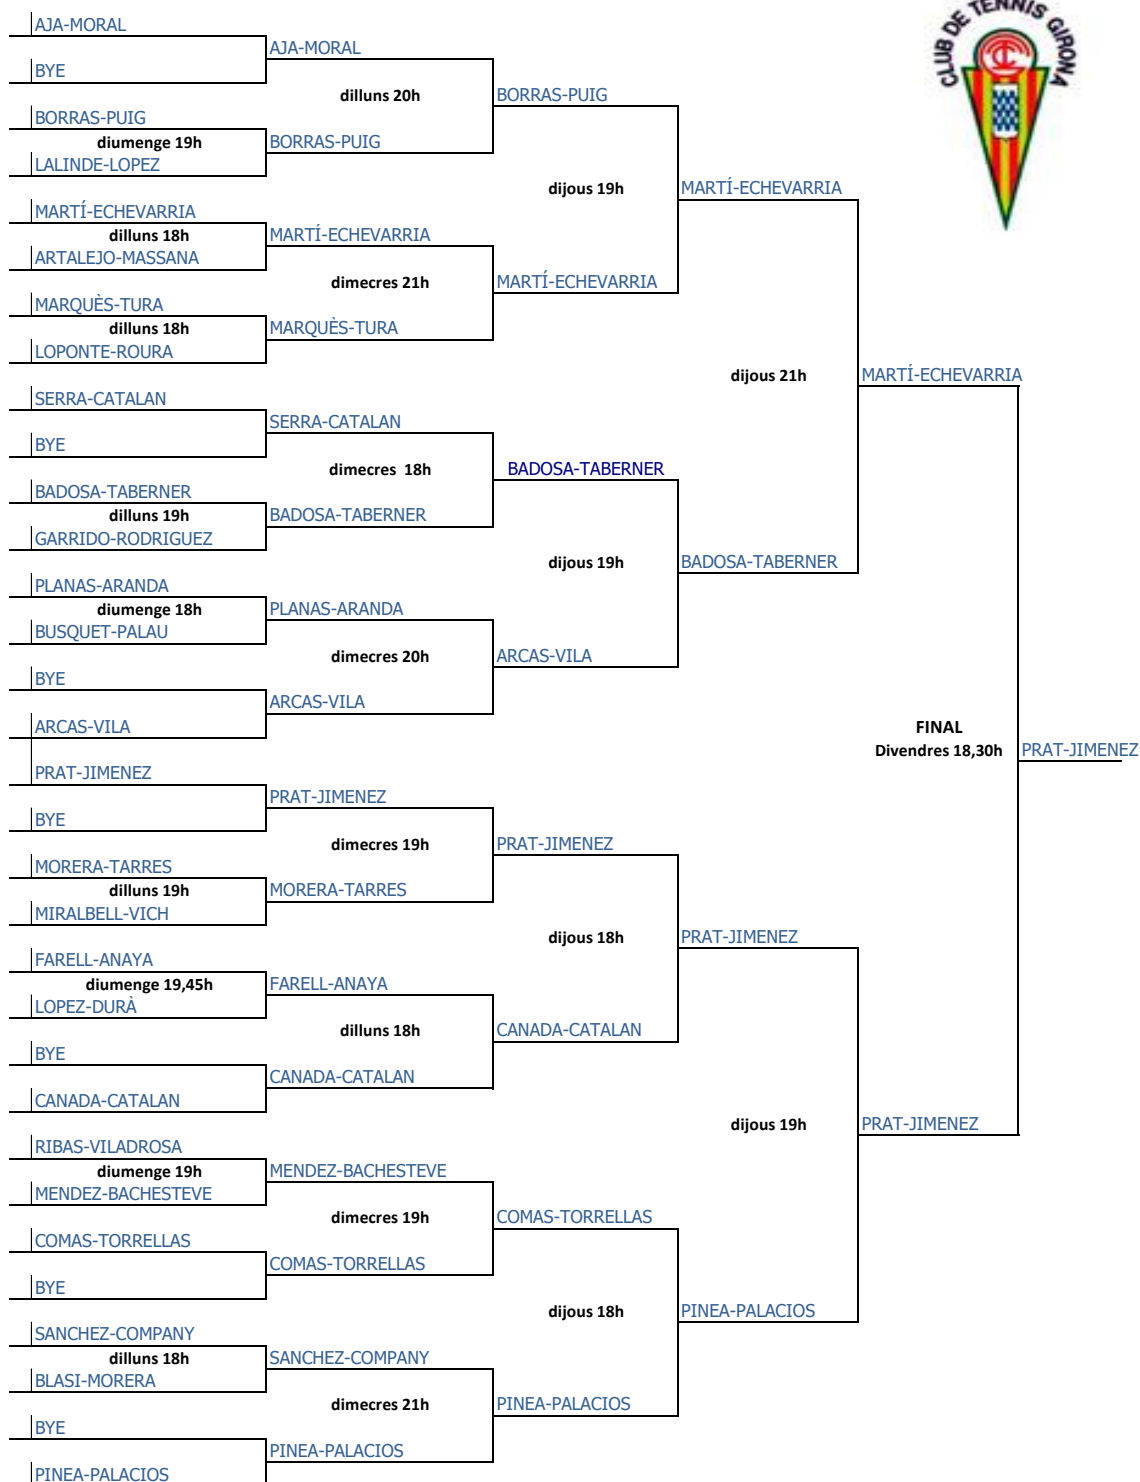 CLUB DE TENNIS GIRONA
AJA-MORAL
AJA-MORAL
BYE
dilluns 20h
BORRAS-PUIG
BORRAS-PUIG
diumenge 19h
BORRAS-PUIG
LALINDE-LOPEZ
dijous 19h
MARTÍ-ECHEVARRIA
MARTÍ-ECHEVARRIA
dilluns 18h
MARTÍ-ECHEVARRIA
ARTALEJO-MASSANA
dimecres 21h
MARTÍ-ECHEVARRIA
MARQUÈS-TURA
dilluns 18h
MARQUÈS-TURA
LOPONTE-ROURA
dijous 21h
MARTÍ-ECHEVARRIA
SERRA-CATALAN
SERRA-CATALAN
BYE
dimecres 18h
BADOSA-TABERNER
BADOSA-TABERNER
dilluns 19h
BADOSA-TABERNER
GARRIDO-RODRIGUEZ
dijous 19h
BADOSA-TABERNER
PLANAS-ARANDA
diumenge 18h
PLANAS-ARANDA
BUSQUET-PALAU
dimecres 20h
ARCAS-VILA
BYE
ARCAS-VILA
ARCAS-VILA
FINAL
Divendres 18,30h
PRAT-JIMENEZ
PRAT-JIMENEZ
PRAT-JIMENEZ
BYE
dimecres 19h
PRAT-JIMENEZ
MORERA-TARRES
dilluns 19h
MORERA-TARRES
MIRALBELL-VICH
dijous 18h
PRAT-JIMENEZ
FARELL-ANAYA
diumenge 19,45h
FARELL-ANAYA
LOPEZ-DURÀ
dilluns 18h
CANADA-CATALAN
BYE
CANADA-CATALAN
CANADA-CATALAN
dijous 19h
PRAT-JIMENEZ
RIBAS-VILADROSA
diumenge 19h
MENDEZ-BACHESTEVE
MENDEZ-BACHESTEVE
dimecres 19h
COMAS-TORRELLAS
COMAS-TORRELLAS
COMAS-TORRELLAS
BYE
dijous 18h
PINEA-PALACIOS
SANCHEZ-COMPANY
dilluns 18h
SANCHEZ-COMPANY
BLASI-MORERA
dimecres 21h
PINEA-PALACIOS
BYE
PINEA-PALACIOS
PINEA-PALACIOS